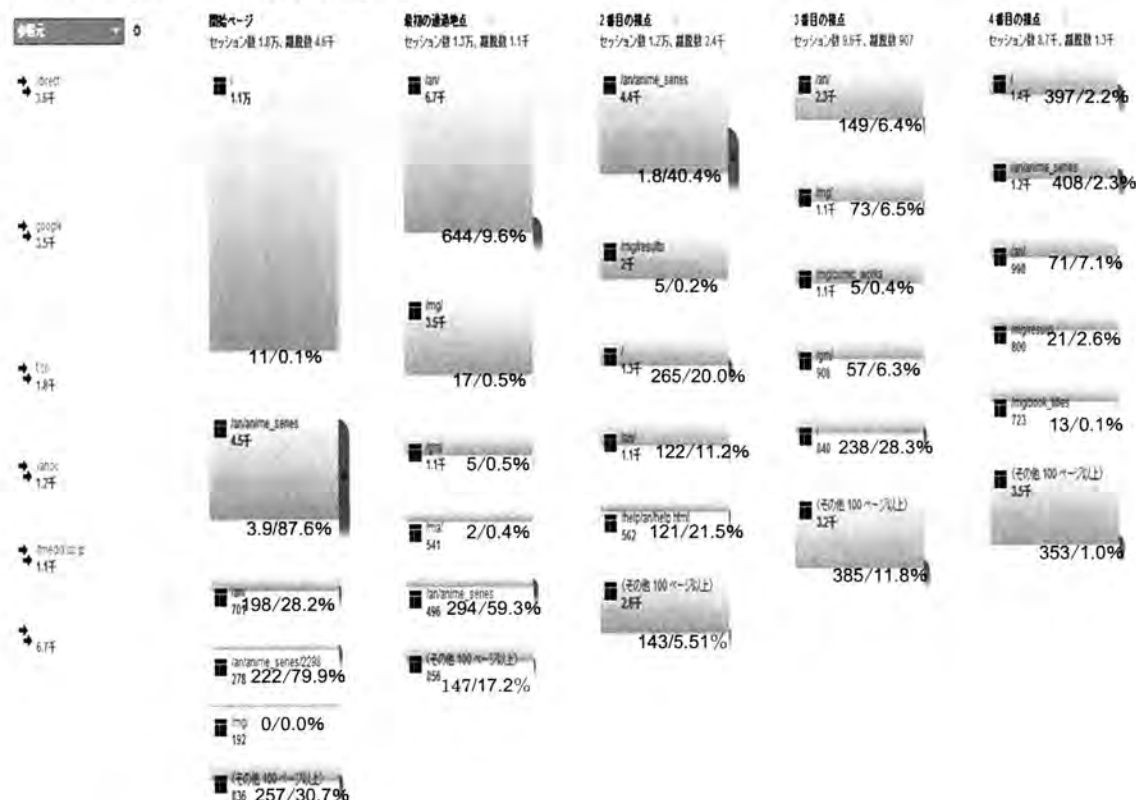 参照元
direct
3.6千
google
3.5千
t.co
1.8千
1.2千
1.1千
6.7千
開始ページ
セッション数 1.8万、離脱数 4.6千
/
1.1万
11/0.1%
/an/anime_series
4.5千
3.9/87.6%
/an/
701
198/28.2%
/an/anime_series/2298
278
222/79.9%
/mg/
192
0/0.0%
(その他 100 ページ以上)
836
257/30.7%
最初の通過地点
セッション数 1.3万、離脱数 1.1千
/an/
6.7千
644/9.6%
/mg/
3.5千
17/0.5%
/gm/
1.1千
5/0.5%
/ma/
541
2/0.4%
/an/anime_series
496
294/59.3%
(その他 100 ページ以上)
856
147/17.2%
2 番目の接点
セッション数 1.2万、離脱数 2.4千
/an/anime_series
4.4千
1.8/40.4%
/mg/results
2千
5/0.2%
/
1.3千
265/20.0%
/an/
1.1千
122/11.2%
/help/an/help.html
562
121/21.5%
(その他 100 ページ以上)
2.6千
143/5.51%
3 番目の接点
セッション数 9.6千、離脱数 907
/an/
2.3千
149/6.4%
/mg/
1.1千
73/6.5%
/mg/comic_works
1.1千
5/0.4%
/gm/
908
57/6.3%
/
840
238/28.3%
(その他 100 ページ以上)
3.2千
385/11.8%
4 番目の接点
セッション数 8.7千、離脱数 1.3千
/
1.4千
397/2.2%
/an/anime_series
1.2千
408/2.3%
/an/
998
71/7.1%
/mg/results
800
21/2.6%
/mg/book_titles
723
13/0.1%
(その他 100 ページ以上)
3.5千
353/1.0%